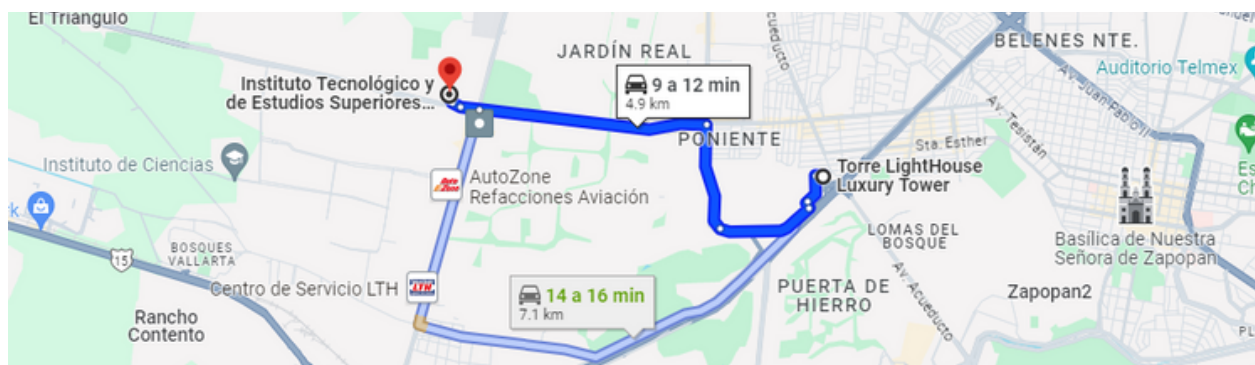 El Triángulo
JARDÍN REAL
BELENES NTE.
Auditorio Telmex
Instituto Tecnológico y
de Estudios Superiores...
9 a 12 min
4.9 km
Acueducto
Av. Juan Pablo II
Av. Tesistán
PONIENTE
Sta. Esther
Instituto de Ciencias
AutoZone
Refacciones Aviación
Torre LightHouse
Luxury Tower
LOMAS DEL
BOSQUE
Basílica de Nuestra
Señora de Zapopan
BOSQUES
VALLARTA
15
Centro de Servicio LTH
LTH
14 a 16 min
7.1 km
PUERTA DE
HIERRO
Av. Acueducto
Zapopan2
Rancho
Contento